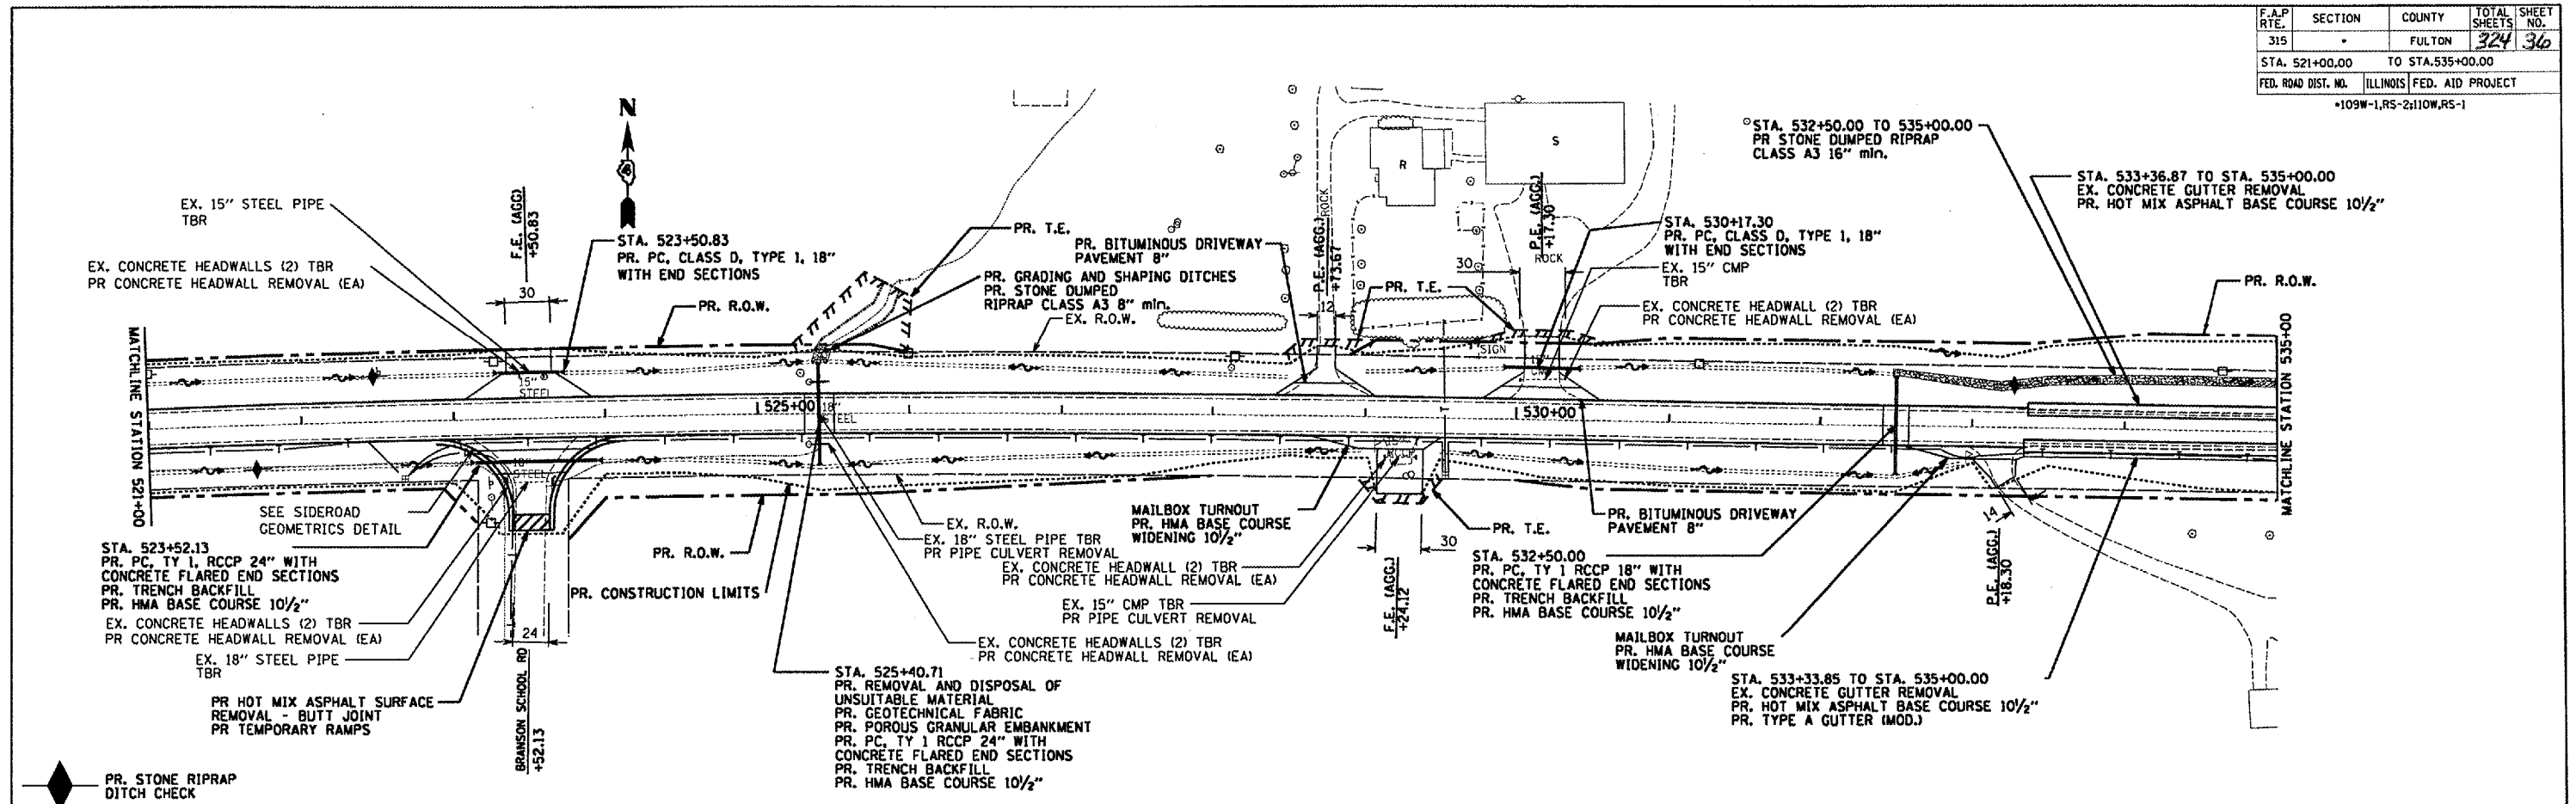 F.A.P RTE. SECTION COUNTY TOTAL SHEETS SHEET NO.
315 • FULTON 324 36
STA. 521+00.00 TO STA.535+00.00
FED. ROAD DIST. NO. ILLINOIS FED. AID PROJECT
•109W-1,RS-2;110W,RS-1
N
EX. 15" STEEL PIPE
TBR
EX. CONCRETE HEADWALLS (2) TBR
PR CONCRETE HEADWALL REMOVAL (EA)
F.E. (AGG)
+50.83
30
STA. 523+50.83
PR. PC, CLASS D, TYPE 1, 18"
WITH END SECTIONS
PR. R.O.W.
PR. T.E.
PR. GRADING AND SHAPING DITCHES
PR. STONE DUMPED
RIPRAP CLASS A3 8" min.
EX. R.O.W.
PR. BITUMINOUS DRIVEWAY
PAVEMENT 8"
P.E. (AGG.)
+73.67
ROCK
12
R
S
PR. T.E.
SIGN
P.E. (AGG.)
+17.30
ROCK
30
STA. 530+17.30
PR. PC, CLASS D, TYPE 1, 18"
WITH END SECTIONS
EX. 15" CMP
TBR
EX. CONCRETE HEADWALL (2) TBR
PR CONCRETE HEADWALL REMOVAL (EA)
STA. 532+50.00 TO 535+00.00
PR STONE DUMPED RIPRAP
CLASS A3 16" min.
STA. 533+36.87 TO STA. 535+00.00
EX. CONCRETE GUTTER REMOVAL
PR. HOT MIX ASPHALT BASE COURSE 10½"
PR. R.O.W.
MATCHLINE STATION 521+00
MATCHLINE STATION 535+00
15"
STEEL
525+00
18"
STEEL
530+00
18"
STEEL
SEE SIDEROAD
GEOMETRICS DETAIL
STA. 523+52.13
PR. PC, TY 1, RCCP 24" WITH
CONCRETE FLARED END SECTIONS
PR. TRENCH BACKFILL
PR. HMA BASE COURSE 10½"
EX. CONCRETE HEADWALLS (2) TBR
PR CONCRETE HEADWALL REMOVAL (EA)
EX. 18" STEEL PIPE
TBR
PR HOT MIX ASPHALT SURFACE
REMOVAL - BUTT JOINT
PR TEMPORARY RAMPS
24
BRANSON SCHOOL RD
+52.13
PR. R.O.W.
PR. CONSTRUCTION LIMITS
EX. R.O.W.
EX. 18" STEEL PIPE TBR
PR PIPE CULVERT REMOVAL
EX. CONCRETE HEADWALL (2) TBR
PR CONCRETE HEADWALL REMOVAL (EA)
EX. 15" CMP TBR
PR PIPE CULVERT REMOVAL
EX. CONCRETE HEADWALLS (2) TBR
PR CONCRETE HEADWALL REMOVAL (EA)
STA. 525+40.71
PR. REMOVAL AND DISPOSAL OF
UNSUITABLE MATERIAL
PR. GEOTECHNICAL FABRIC
PR. POROUS GRANULAR EMBANKMENT
PR. PC, TY 1 RCCP 24" WITH
CONCRETE FLARED END SECTIONS
PR. TRENCH BACKFILL
PR. HMA BASE COURSE 10½"
MAILBOX TURNOUT
PR. HMA BASE COURSE
WIDENING 10½"
F.E. (AGG.)
+24.12
30
PR. T.E.
PR. BITUMINOUS DRIVEWAY
PAVEMENT 8"
STA. 532+50.00
PR. PC, TY 1 RCCP 18" WITH
CONCRETE FLARED END SECTIONS
PR. TRENCH BACKFILL
PR. HMA BASE COURSE 10½"
MAILBOX TURNOUT
PR. HMA BASE COURSE
WIDENING 10½"
14
P.E. (AGG.)
+18.30
STA. 533+33.85 TO STA. 535+00.00
EX. CONCRETE GUTTER REMOVAL
PR. HOT MIX ASPHALT BASE COURSE 10½"
PR. TYPE A GUTTER (MOD.)
PR. STONE RIPRAP
DITCH CHECK